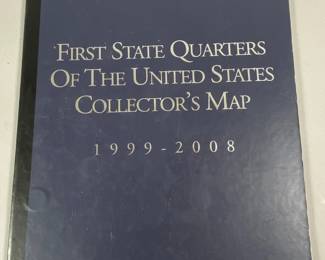 First State Quarters
Of The United States
Collector's Map
1999-2008